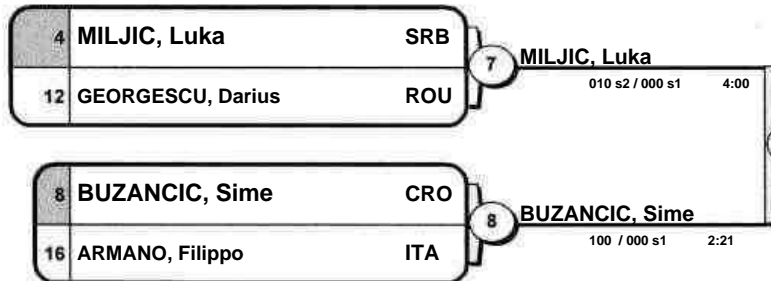 4 MILJIC, Luka SRB
12 GEORGESCU, Darius ROU
7
MILJIC, Luka
010 s2 / 000 s1 4:00
8 BUZANCIC, Sime CRO
16 ARMANO, Filippo ITA
8
BUZANCIC, Sime
100 / 000 s1 2:21